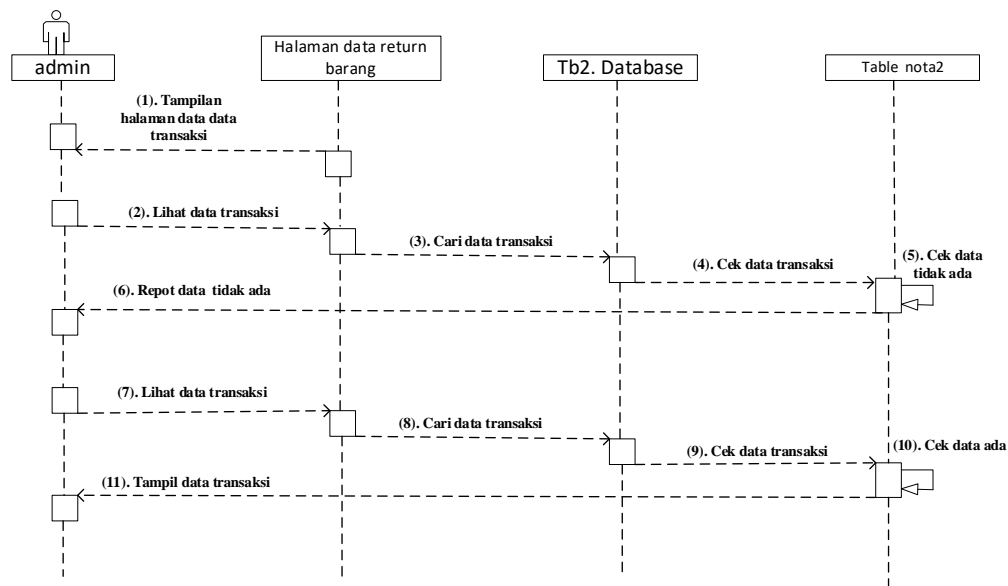 admin
Halaman data return
barang
Tb2. Database
Table nota2
(1). Tampilan
halaman data data
transaksi
(2). Lihat data transaksi
(3). Cari data transaksi
(4). Cek data transaksi
(5). Cek data
tidak ada
(6). Repot data tidak ada
(7). Lihat data transaksi
(8). Cari data transaksi
(9). Cek data transaksi
(10). Cek data ada
(11). Tampil data transaksi